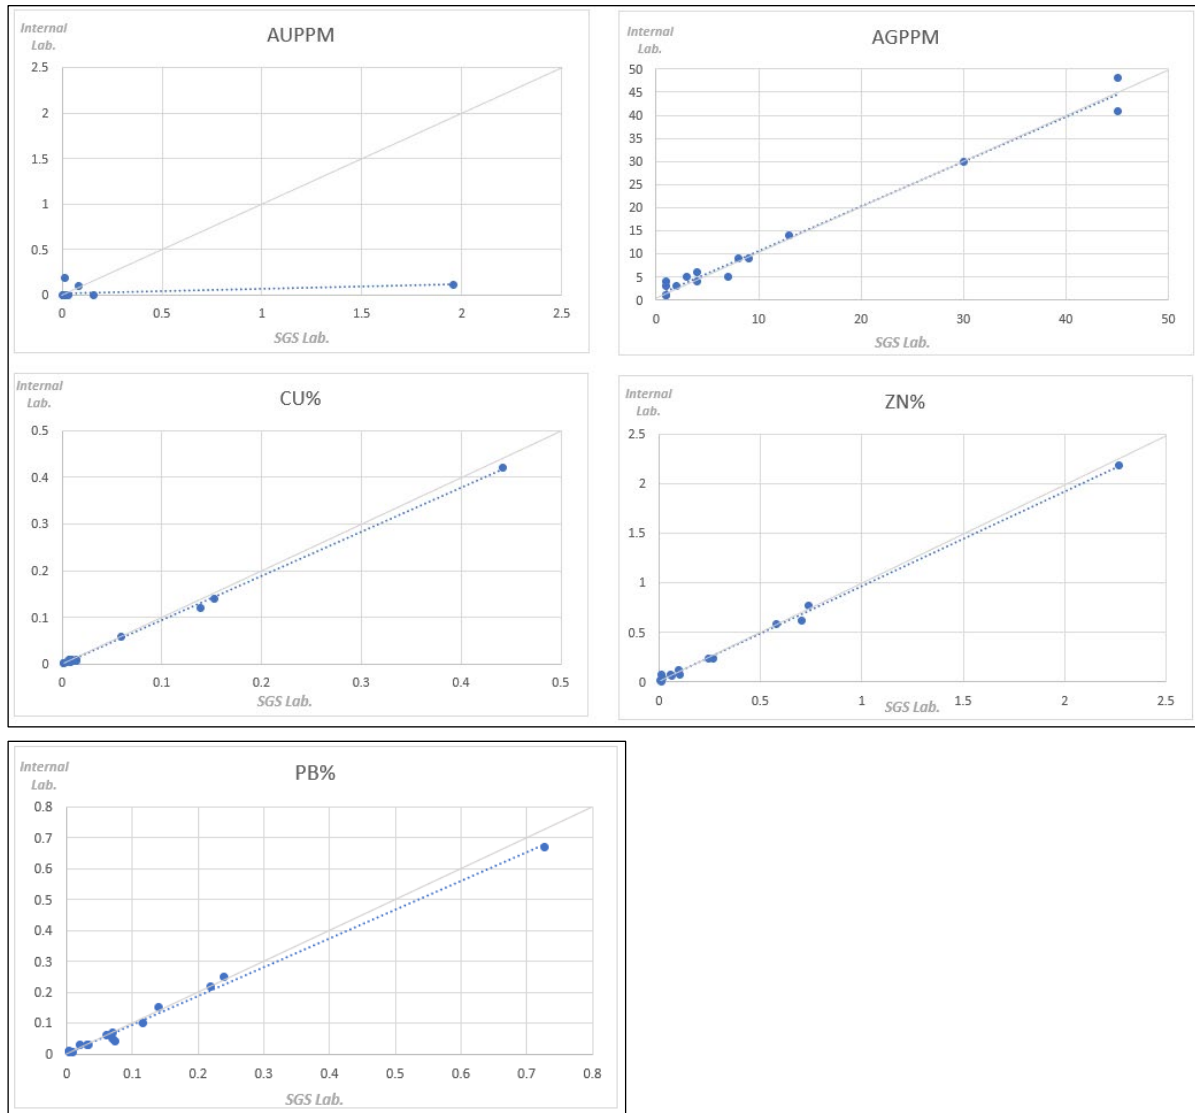 Internal
Lab.
AUPPM
2.5
2
1.5
1
0.5
0
0 0.5 1 1.5 2 2.5
SGS Lab.
Internal
Lab.
AGPPM
50
45
40
35
30
25
20
15
10
5
0
0 10 20 30 40 50
SGS Lab.
Internal
Lab.
CU%
0.5
0.4
0.3
0.2
0.1
0
0 0.1 0.2 0.3 0.4 0.5
SGS Lab.
Internal
Lab.
ZN%
2.5
2
1.5
1
0.5
0
0 0.5 1 1.5 2 2.5
SGS Lab.
Internal
Lab.
PB%
0.8
0.7
0.6
0.5
0.4
0.3
0.2
0.1
0
0 0.1 0.2 0.3 0.4 0.5 0.6 0.7 0.8
SGS Lab.